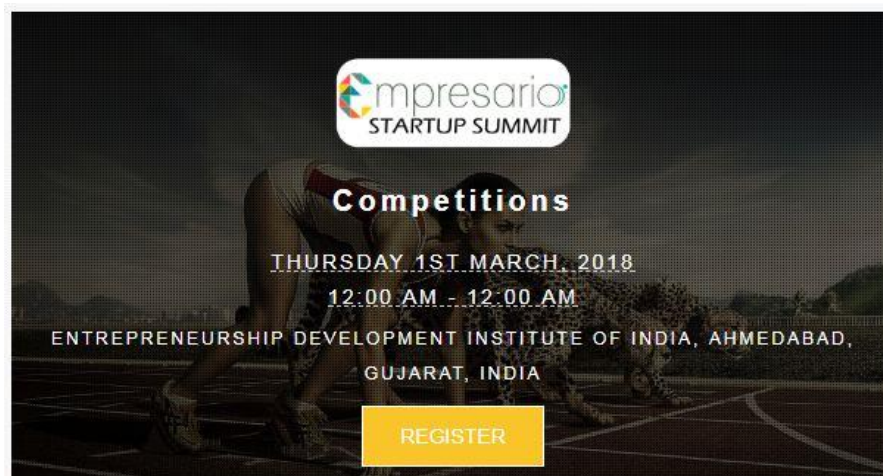 Empresario
STARTUP SUMMIT
Competitions
THURSDAY 1ST MARCH, 2018
12:00 AM - 12:00 AM
ENTREPRENEURSHIP DEVELOPMENT INSTITUTE OF INDIA, AHMEDABAD,
GUJARAT, INDIA
REGISTER